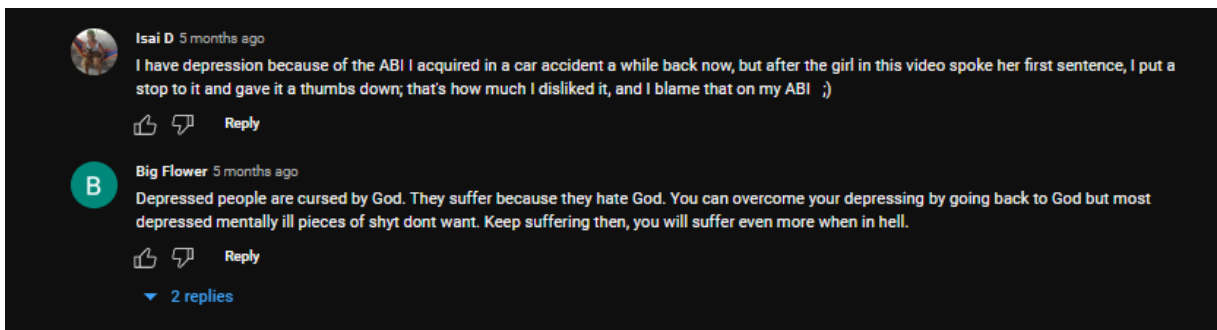 Isai D 5 months ago
I have depression because of the ABI I acquired in a car accident a while back now, but after the girl in this video spoke her first sentence, I put a
stop to it and gave it a thumbs down; that's how much I disliked it, and I blame that on my ABI ;)
Reply
B
Big Flower 5 months ago
Depressed people are cursed by God. They suffer because they hate God. You can overcome your depressing by going back to God but most
depressed mentally ill pieces of shyt dont want. Keep suffering then, you will suffer even more when in hell.
Reply
2 replies